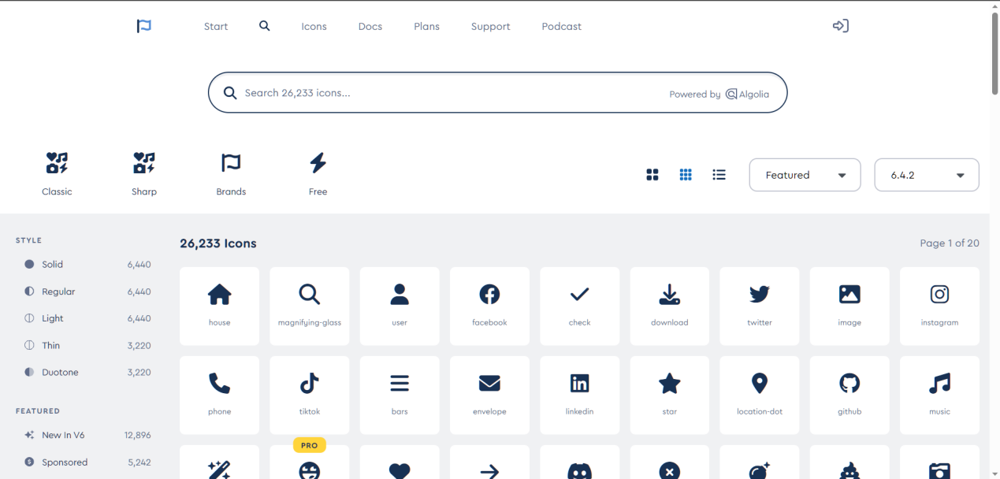 Start Icons Docs Plans Support Podcast
Search 26,233 icons...
Powered by Algolia
Classic Sharp Brands Free
Featured 6.4.2
STYLE
Solid 6,440
Regular 6,440
Light 6,440
Thin 3,220
Duotone 3,220
FEATURED
New In V6 12,896
Sponsored 5,242
26,233 Icons
Page 1 of 20
house magnifying-glass user facebook check download twitter image instagram
phone tiktok bars envelope linkedin star location-dot github music
PRO